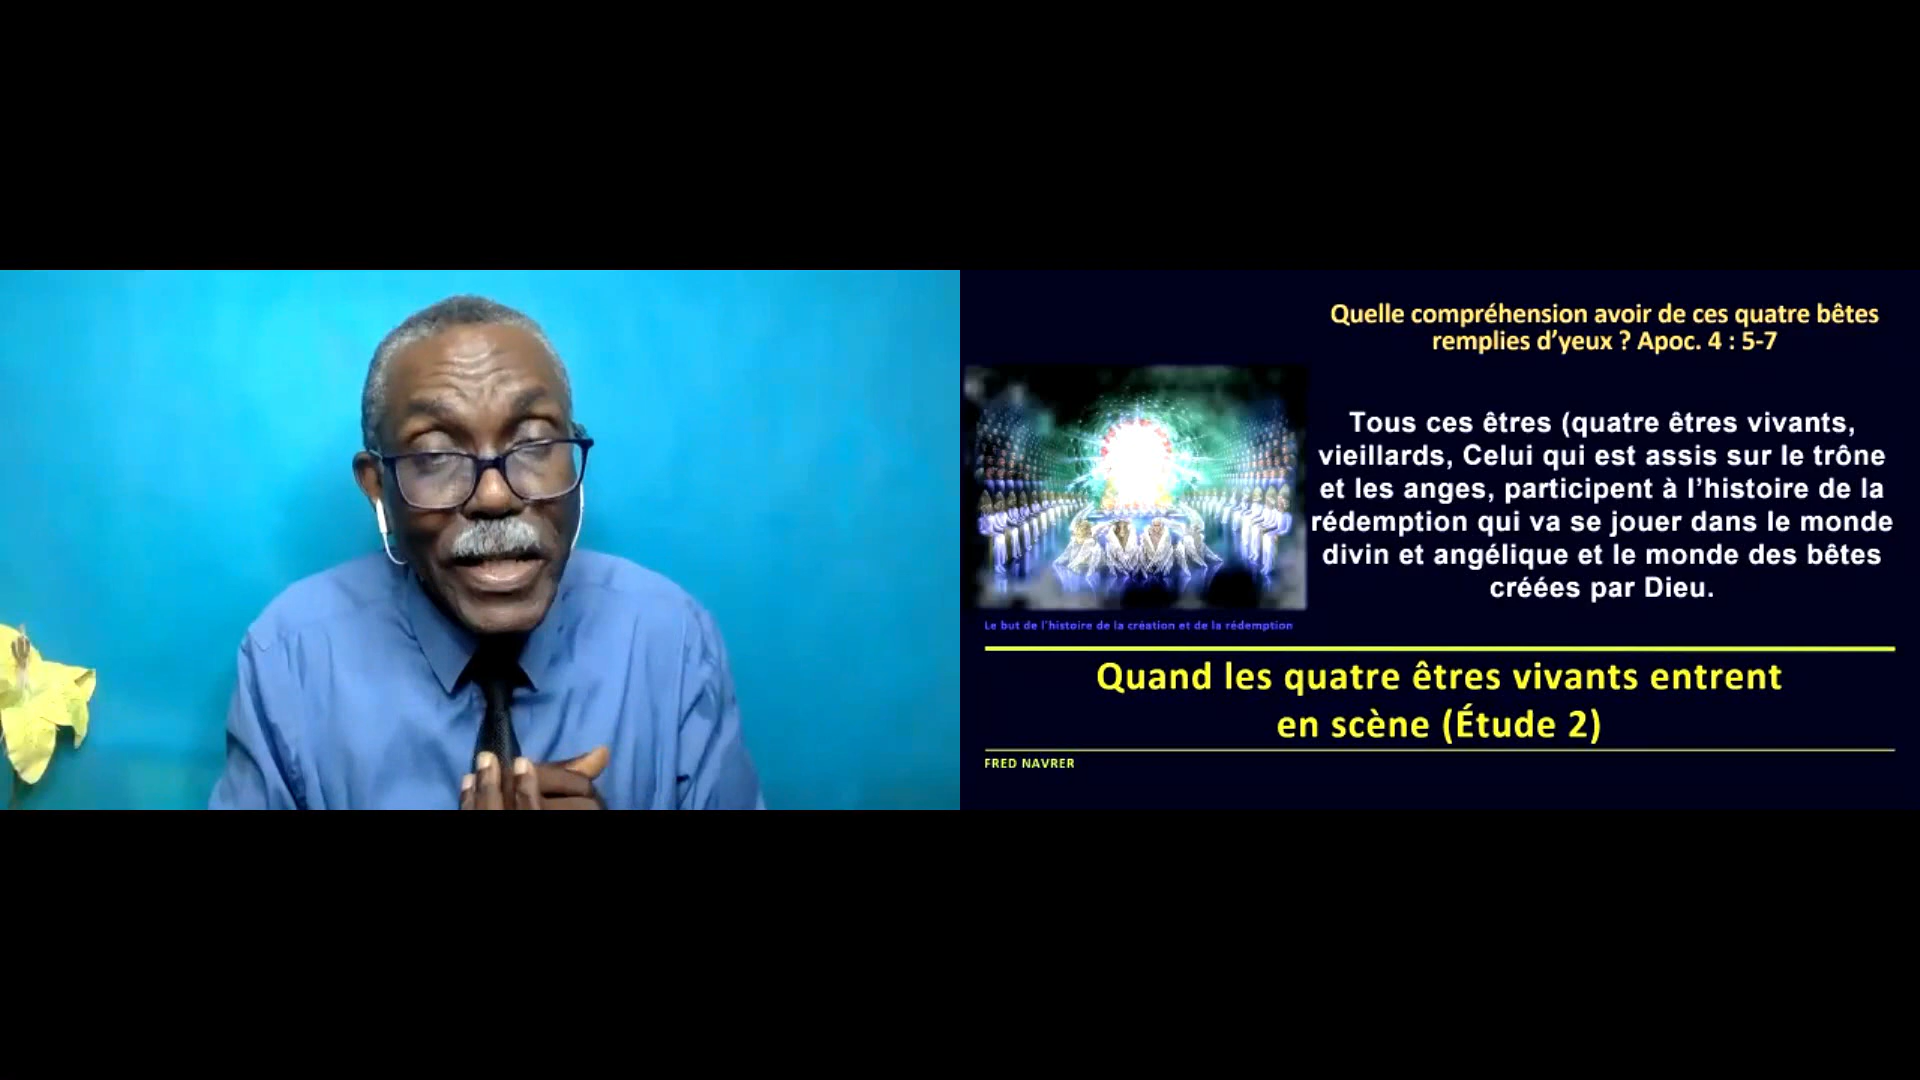 Quelle compréhension avoir de ces quatre bêtes
remplies d'yeux ? Apoc. 4 : 5-7
Tous ces êtres (quatre êtres vivants,
vieillards, Celui qui est assis sur le trône
et les anges, participent à l'histoire de la
rédemption qui va se jouer dans le monde
divin et angélique et le monde des bêtes
créées par Dieu.
Le but de l'histoire de la création et de la rédemption
Quand les quatre êtres vivants entrent
en scène (Étude 2)
FRED NAVRER